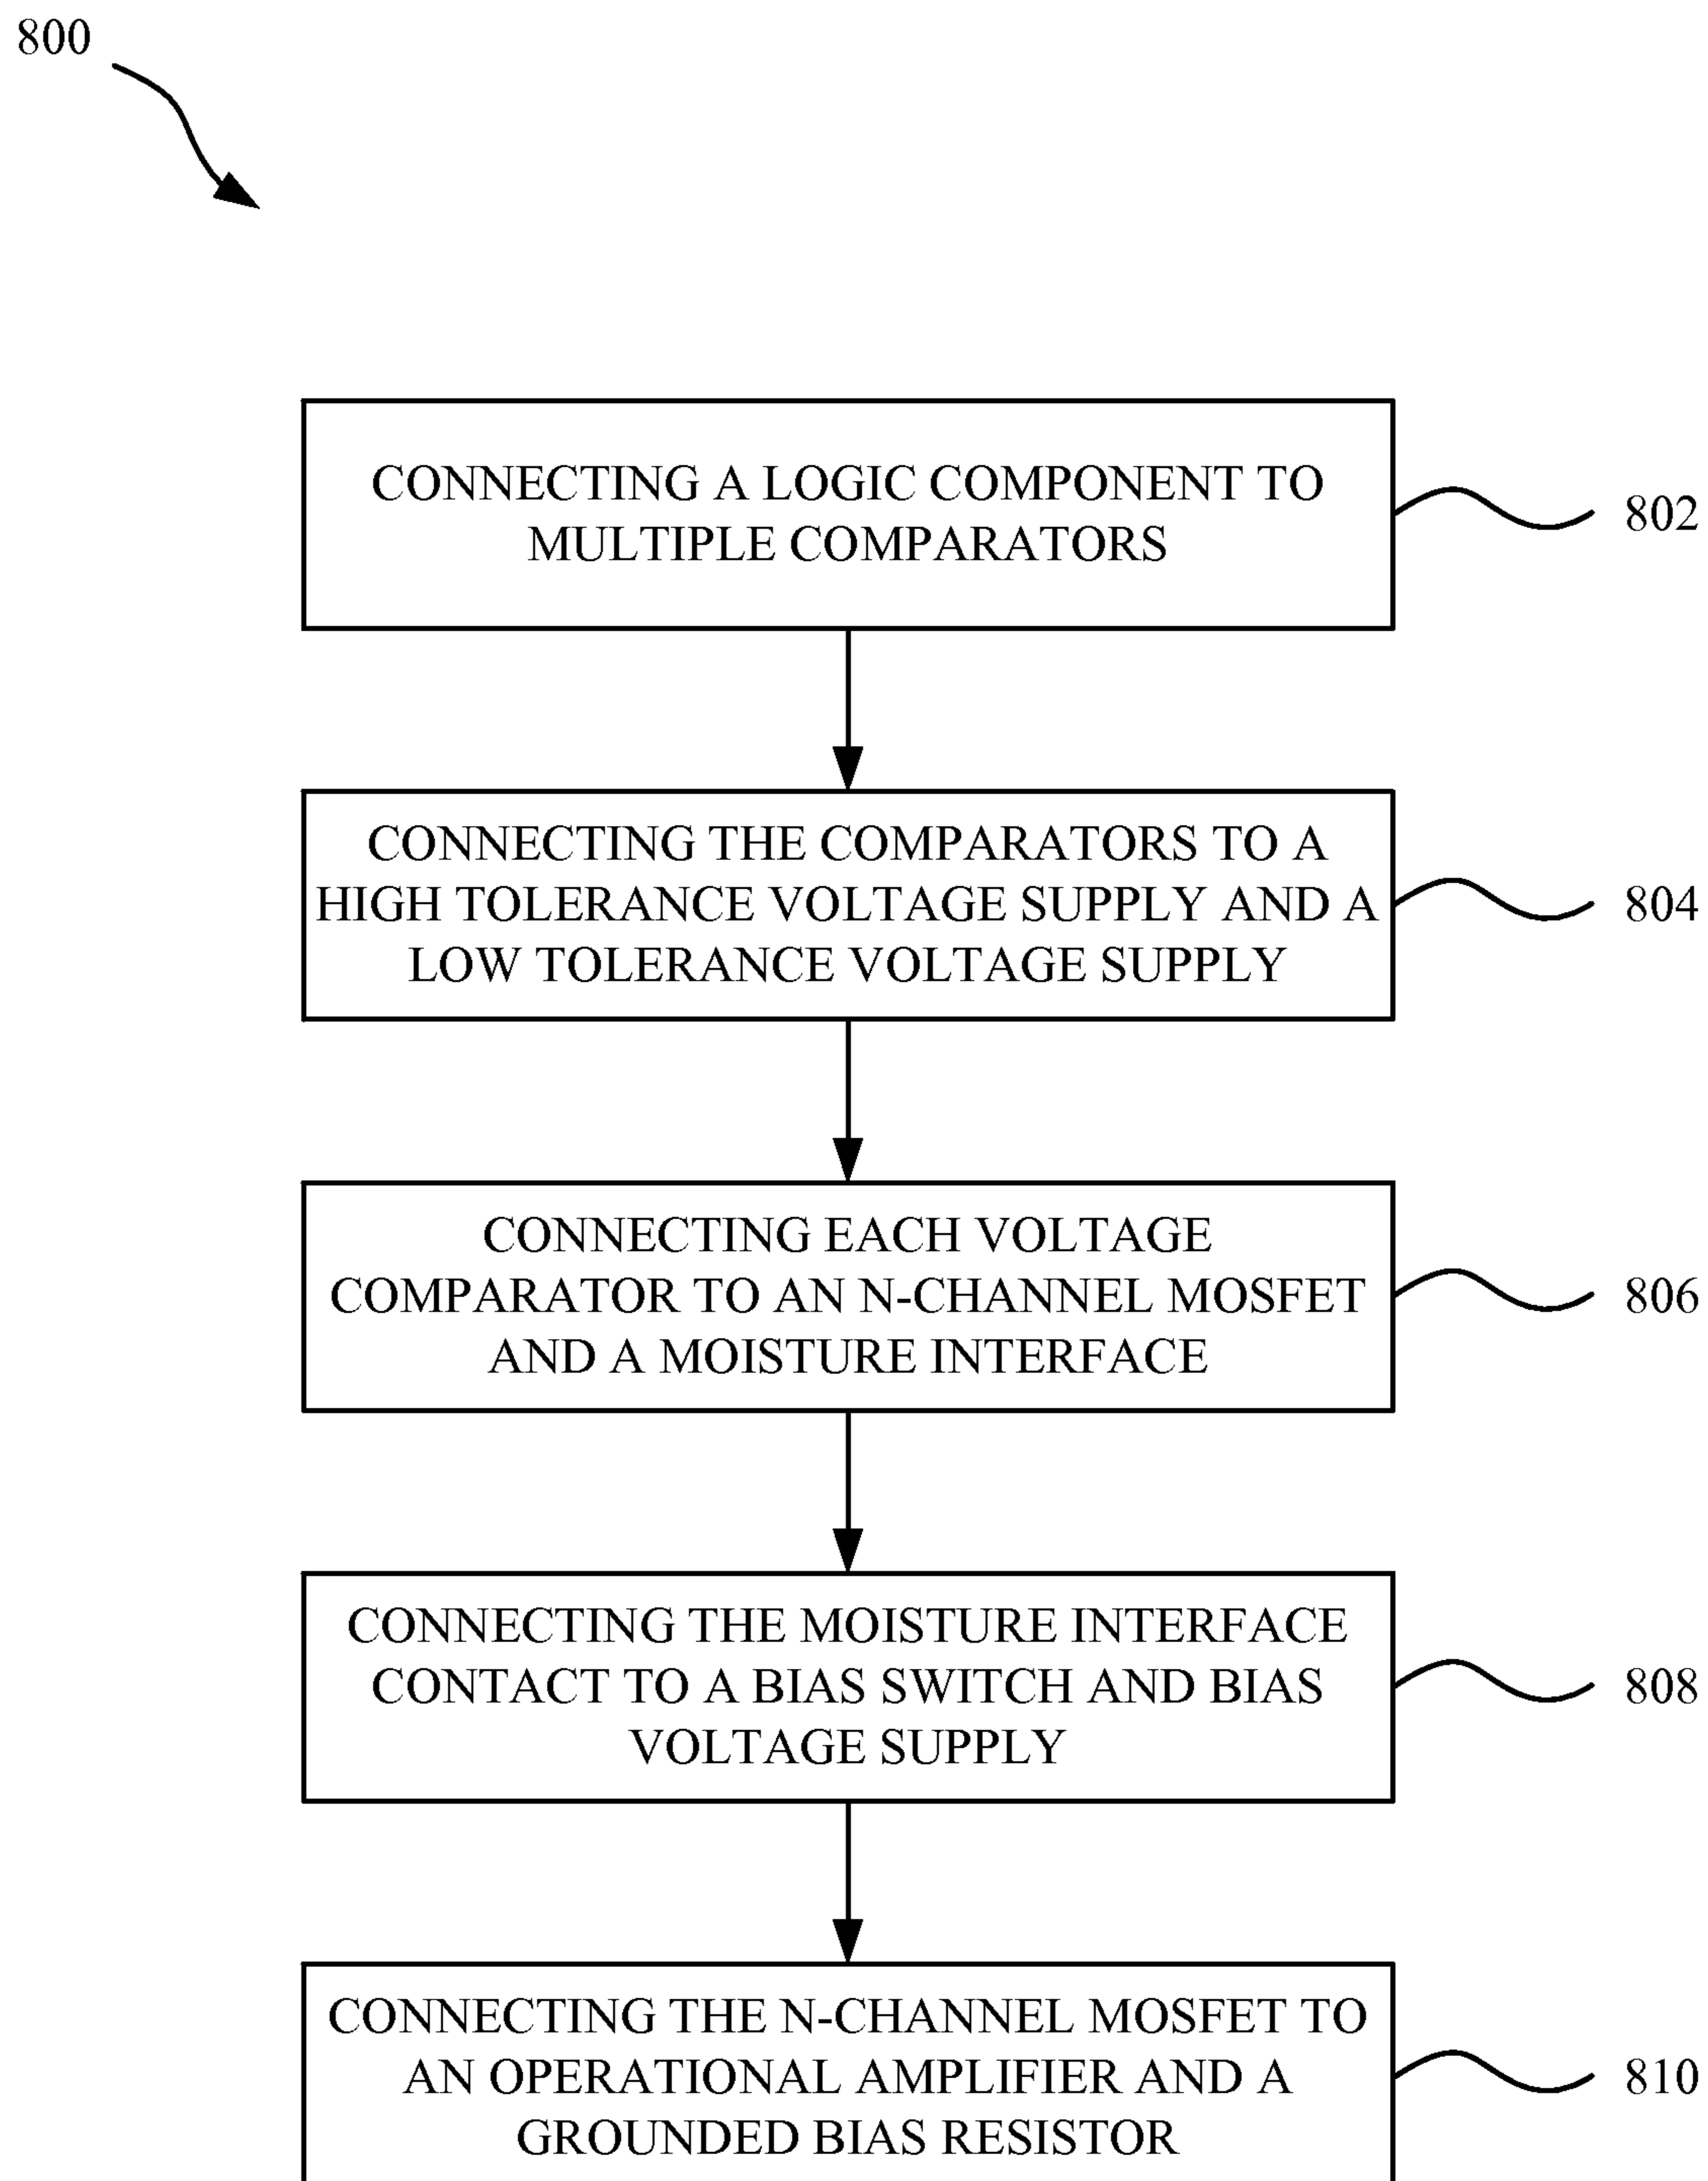 800
CONNECTING A LOGIC COMPONENT TO
MULTIPLE COMPARATORS
802
CONNECTING THE COMPARATORS TO A
HIGH TOLERANCE VOLTAGE SUPPLY AND A
LOW TOLERANCE VOLTAGE SUPPLY
804
CONNECTING EACH VOLTAGE
COMPARATOR TO AN N-CHANNEL MOSFET
AND A MOISTURE INTERFACE
806
CONNECTING THE MOISTURE INTERFACE
CONTACT TO A BIAS SWITCH AND BIAS
VOLTAGE SUPPLY
808
CONNECTING THE N-CHANNEL MOSFET TO
AN OPERATIONAL AMPLIFIER AND A
GROUNDED BIAS RESISTOR
810